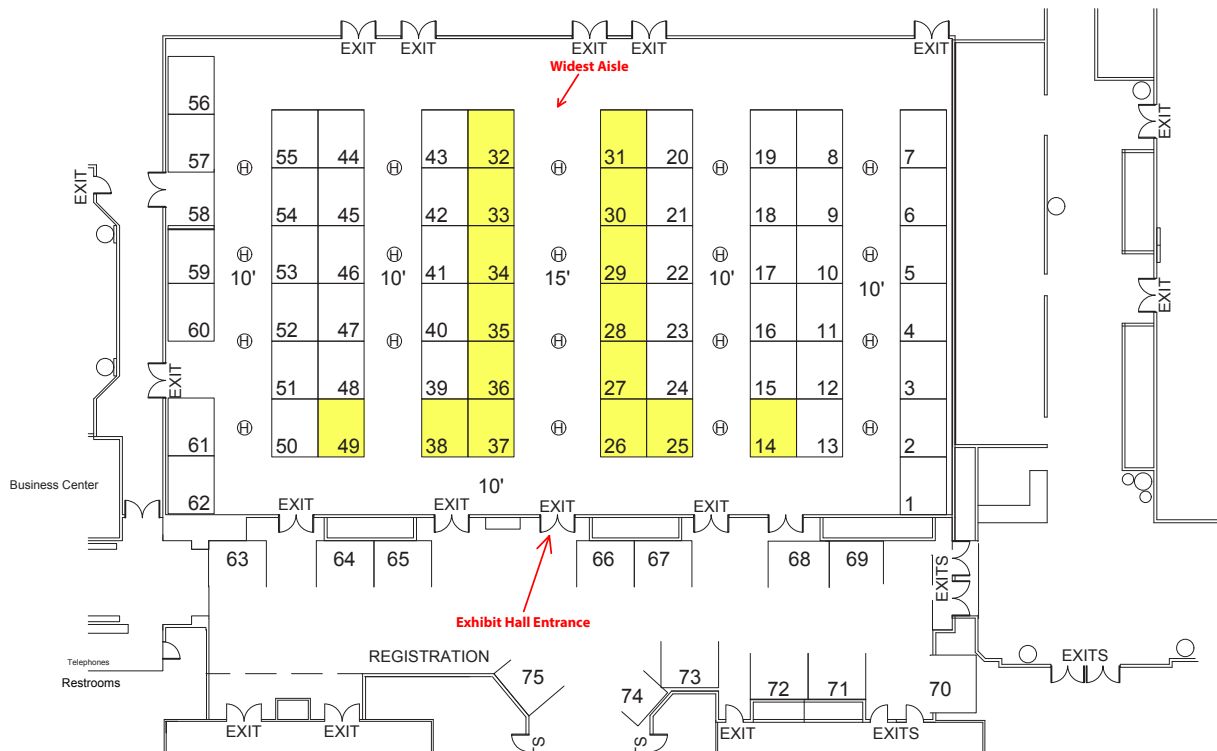 EXIT EXIT EXIT EXIT EXIT
Widest Aisle
56
57
58
59
60
61
62
55 44 43 32 31 20 19 8 7
54 45 42 33 30 21 18 9 6
53 46 41 34 29 22 17 10 5
10' 10' 15' 10' 10'
52 47 40 35 28 23 16 11 4
51 48 39 36 27 24 15 12 3
50 49 38 37 26 25 14 13 2
1
H H H H H
H H H H
H H H H H
H H H H H
EXIT
EXIT
EXIT
EXIT
Business Center
10'
EXIT EXIT EXIT EXIT
63 64 65 66 67 68 69
EXITS
Exhibit Hall Entrance
Telephones
Restrooms
REGISTRATION
75 74 73 72 71 70
EXITS
EXIT EXIT EXIT EXITS